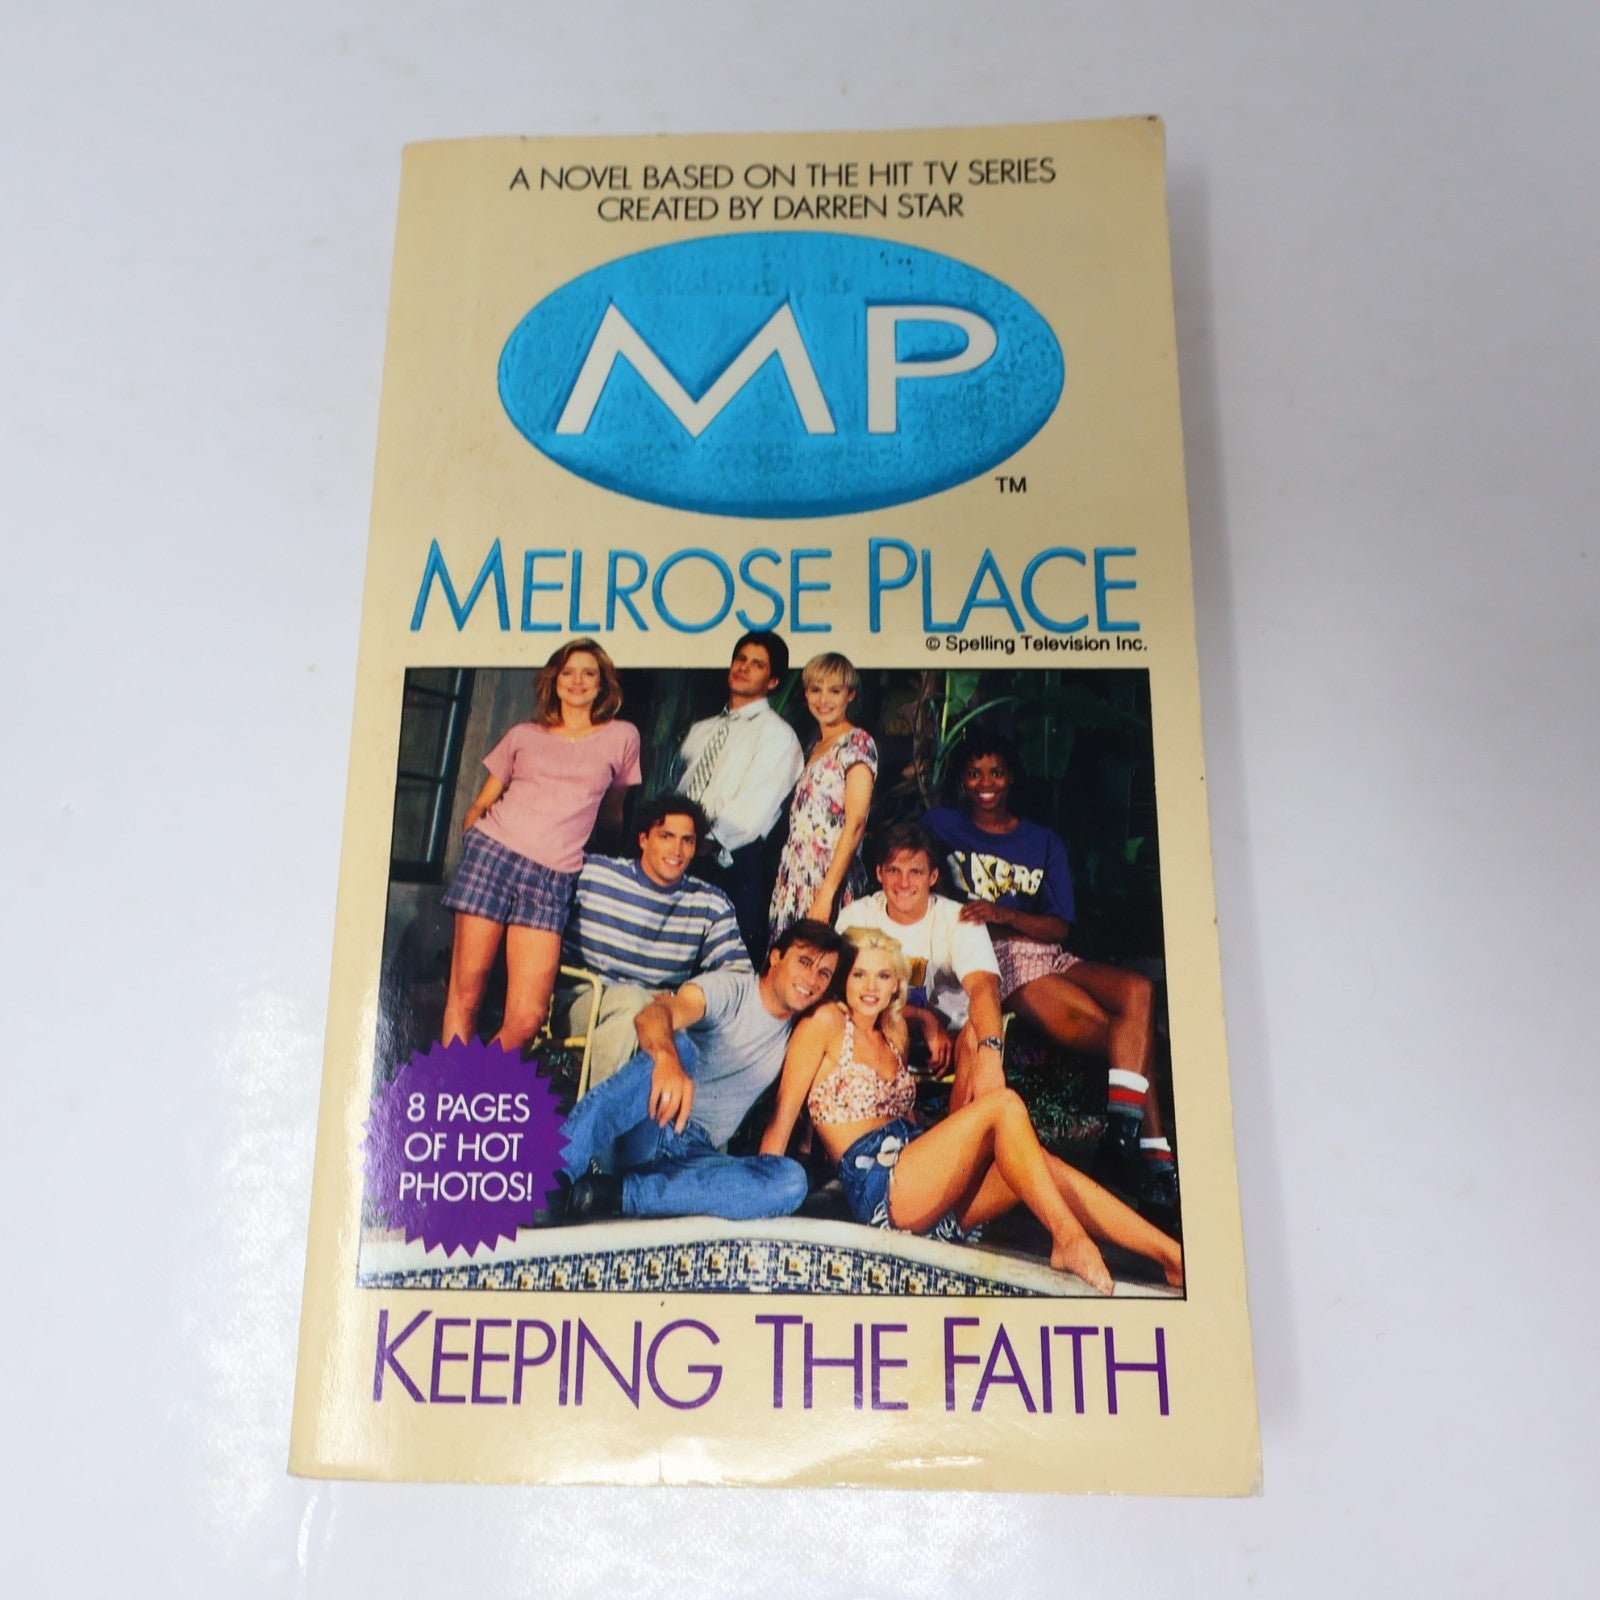 A NOVEL BASED ON THE HIT TV SERIES
CREATED BY DARREN STAR
MP
TM
MELROSE PLACE
© Spelling Television Inc.
LAKERS
8 PAGES
OF HOT
PHOTOS!
KEEPING THE FAITH